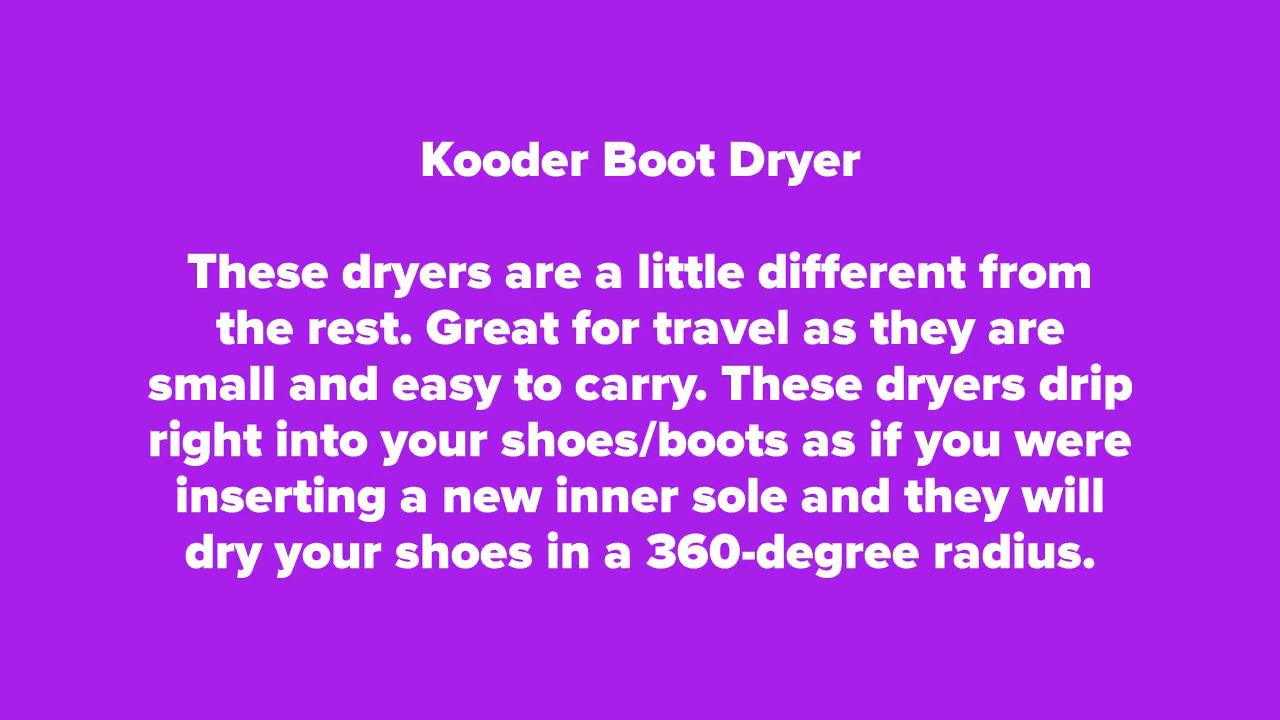 Kooder Boot Dryer
These dryers are a little different from
the rest. Great for travel as they are
small and easy to carry. These dryers drip
right into your shoes/boots as if you were
inserting a new inner sole and they will
dry your shoes in a 360-degree radius.